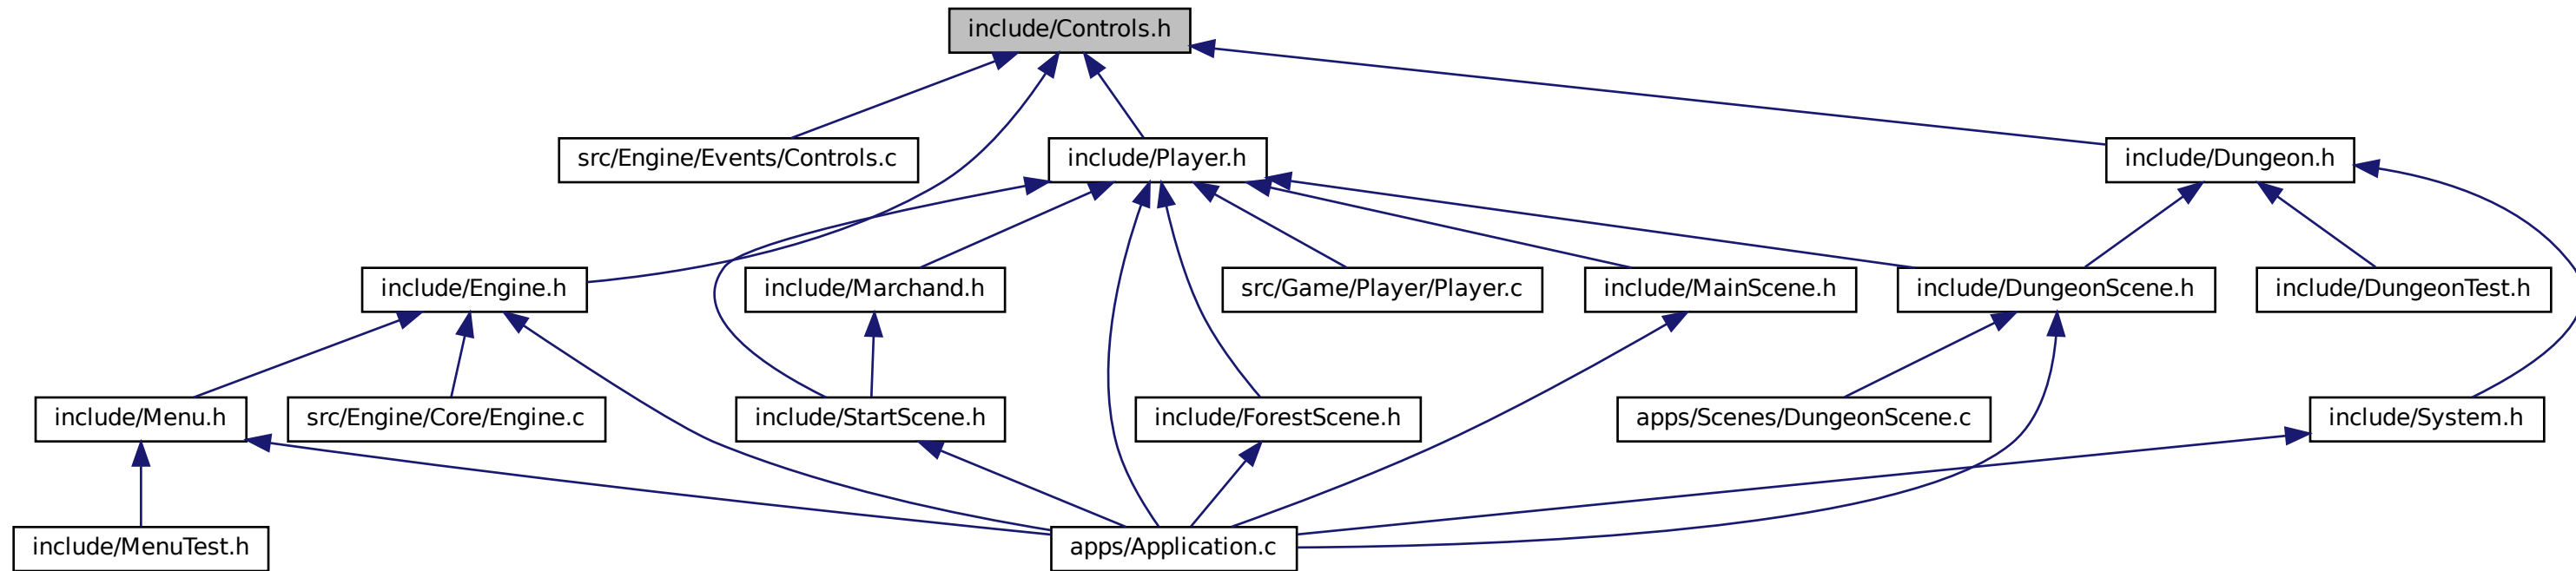 include/Controls.h
src/Engine/Events/Controls.c
include/Player.h
include/Dungeon.h
include/Engine.h
include/Marchand.h
src/Game/Player/Player.c
include/MainScene.h
include/DungeonScene.h
include/DungeonTest.h
include/Menu.h
src/Engine/Core/Engine.c
include/StartScene.h
include/ForestScene.h
apps/Scenes/DungeonScene.c
include/System.h
include/MenuTest.h
apps/Application.c